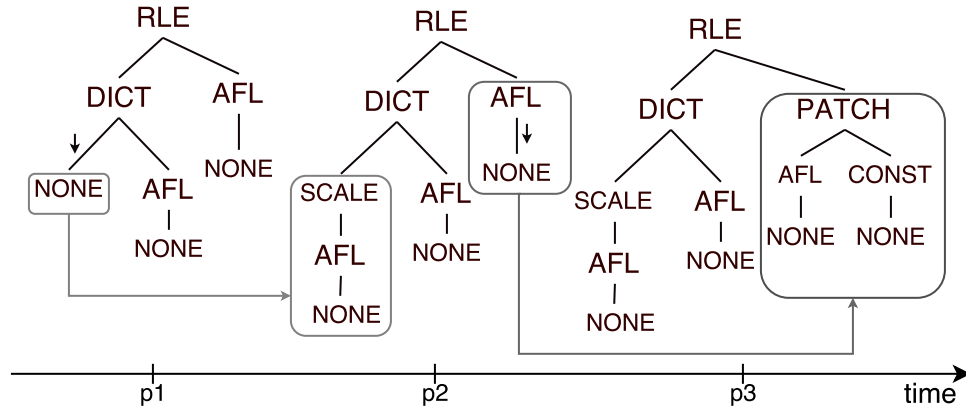 RLE
DICT AFL
NONE AFL NONE
NONE
RLE
DICT AFL
SCALE AFL NONE
AFL NONE
NONE
RLE
DICT PATCH
SCALE AFL AFL CONST
AFL NONE NONE NONE
NONE
p1 p2 p3 time